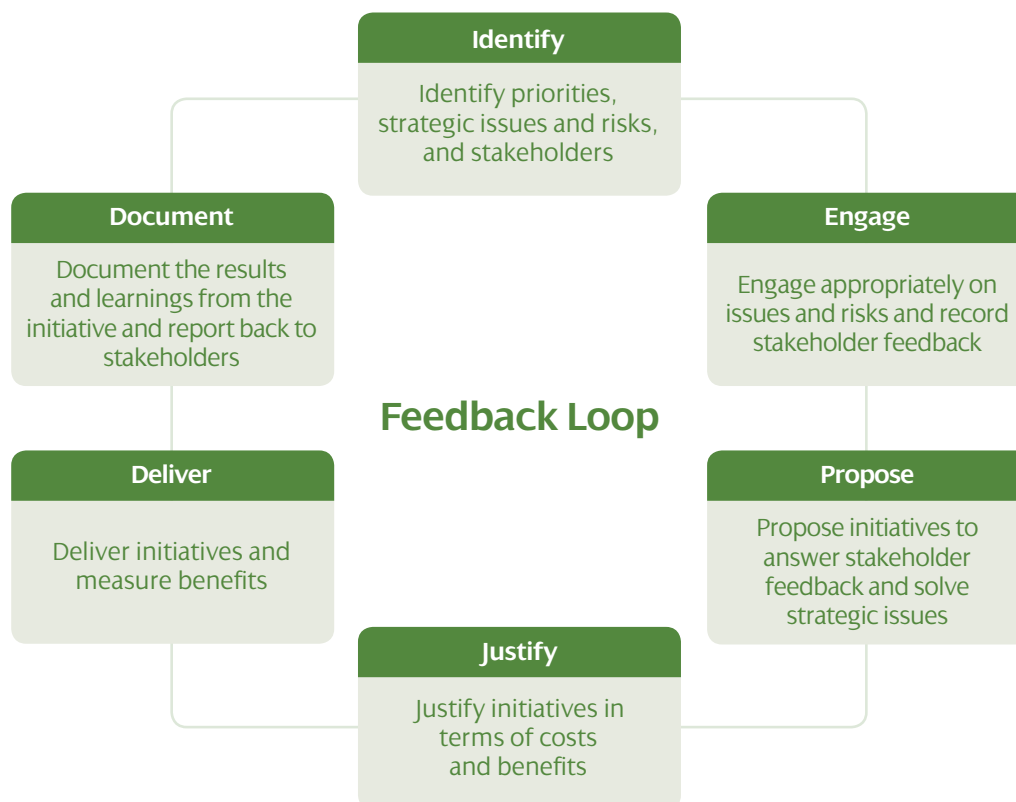 Identify
Identify priorities,
strategic issues and risks,
and stakeholders
Engage
Engage appropriately on
issues and risks and record
stakeholder feedback
Propose
Propose initiatives to
answer stakeholder
feedback and solve
strategic issues
Justify
Justify initiatives in
terms of costs
and benefits
Deliver
Deliver initiatives and
measure benefits
Document
Document the results
and learnings from the
initiative and report back to
stakeholders
Feedback Loop